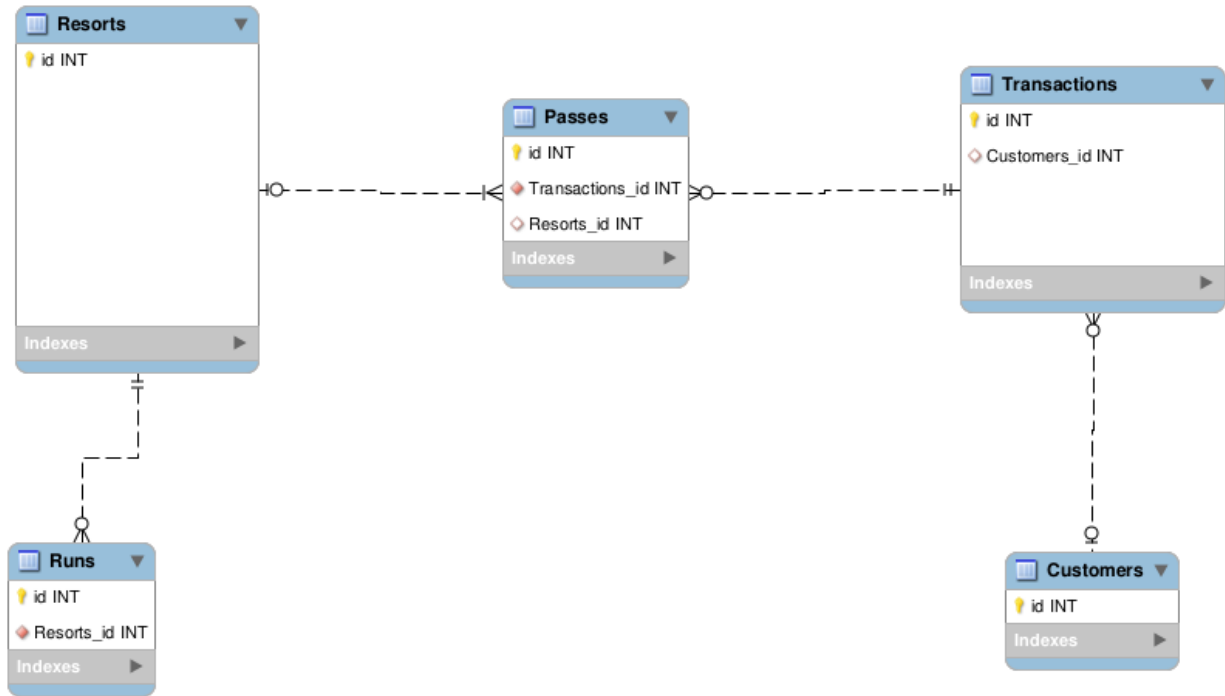 Resorts
id INT
Indexes
Passes
id INT
Transactions_id INT
Resorts_id INT
Indexes
Transactions
id INT
Customers_id INT
Indexes
Runs
id INT
Resorts_id INT
Indexes
Customers
id INT
Indexes